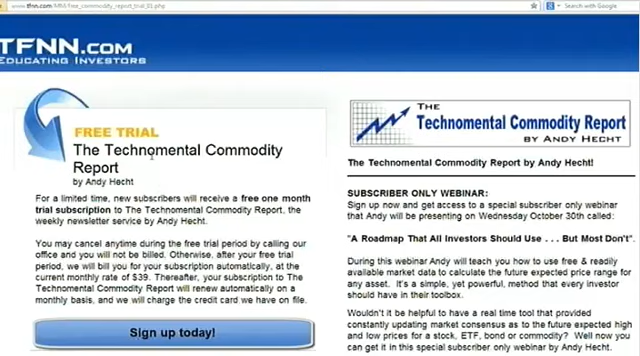 www.tfnn.com/MM/free_commodity_report_trial_01.php
Search with Google
TFNN.COM
EDUCATING INVESTORS
FREE TRIAL
The Technomental Commodity
Report
by Andy Hecht
For a limited time, new subscribers will receive a free one month
trial subscription to The Technomental Commodity Report, the
weekly newsletter service by Andy Hecht.
You may cancel anytime during the free trial period by calling our
office and you will not be billed. Otherwise, after your free trial
period, we will bill you for your subscription automatically, at the
current monthly rate of $39. Thereafter, your subscription to The
Technomental Commodity Report will renew automatically on a
monthly basis, and we will charge the credit card we have on file.
Sign up today!
THE
Technomental Commodity Report
BY ANDY HECHT
The Technomental Commodity Report by Andy Hecht!
SUBSCRIBER ONLY WEBINAR:
Sign up now and get access to a special subscriber only webinar
that Andy will be presenting on Wednesday October 30th called:
"A Roadmap That All Investors Should Use . . . But Most Don't".
During this webinar Andy will teach you how to use free & readily
available market data to calculate the future expected price range for
any asset. It's a simple, yet powerful, method that every investor
should have in their toolbox.
Wouldn't it be helpful to have a real time tool that provided
constantly updating market consensus as to the future expected high
and low prices for a stock, ETF, bond or commodity? Well now you
can get it in this special subscriber only webinar by Andy Hecht.